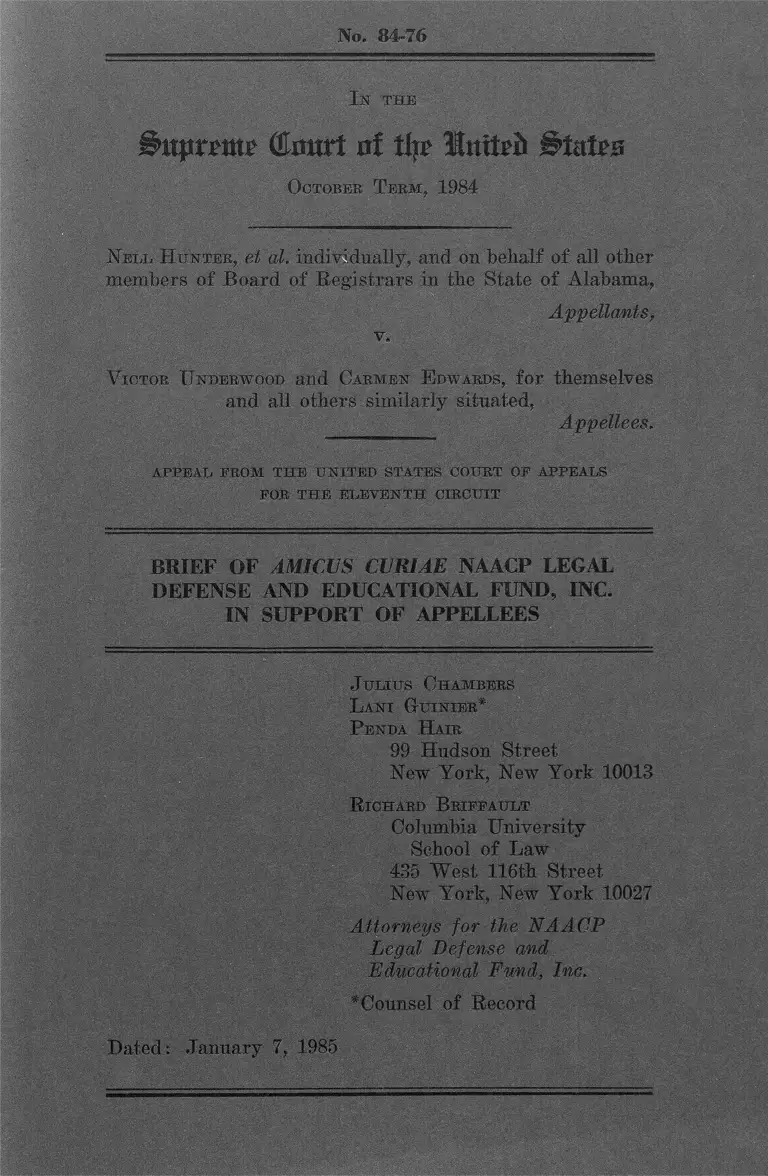 No. 84-76
IN THE
Supreme Court of the United States
OCTOBER TERM, 1984
NELL HUNTER, et al. individually, and on behalf of all other
members of Board of Registrars in the State of Alabama,
Appellants,
v.
VICTOR UNDERWOOD and CARMEN EDWARDS, for themselves
and all others similarly situated,
Appellees.
APPEAL FROM THE UNITED STATES COURT OF APPEALS
FOR THE ELEVENTH CIRCUIT
BRIEF OF AMICUS CURIAE NAACP LEGAL
DEFENSE AND EDUCATIONAL FUND, INC.
IN SUPPORT OF APPELLEES
JULIUS CHAMBERS
LANI GUINIER*
PENDA HAIR
99 Hudson Street
New York, New York 10013
RICHARD BRIFFAULT
Columbia University
School of Law
435 West 116th Street
New York, New York 10027
Attorneys for the NAACP
Legal Defense and
Educational Fund, Inc.
*Counsel of Record
Dated: January 7, 1985